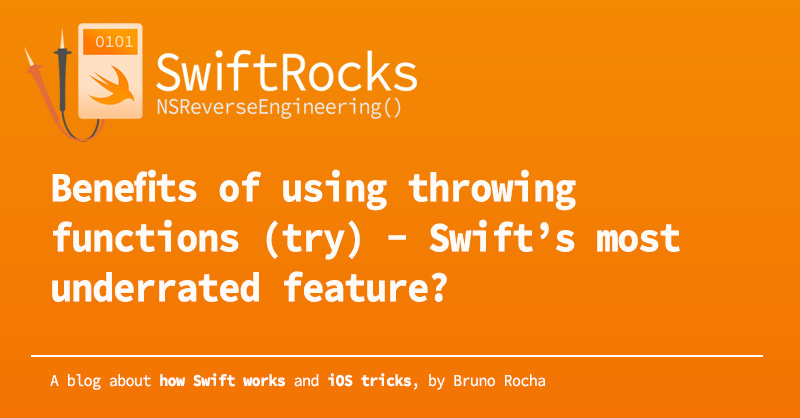 0101
SwiftRocks
NSReverseEngineering()
Benefits of using throwing
functions (try) – Swift’s most
underrated feature?
A blog about how Swift works and iOS tricks, by Bruno Rocha